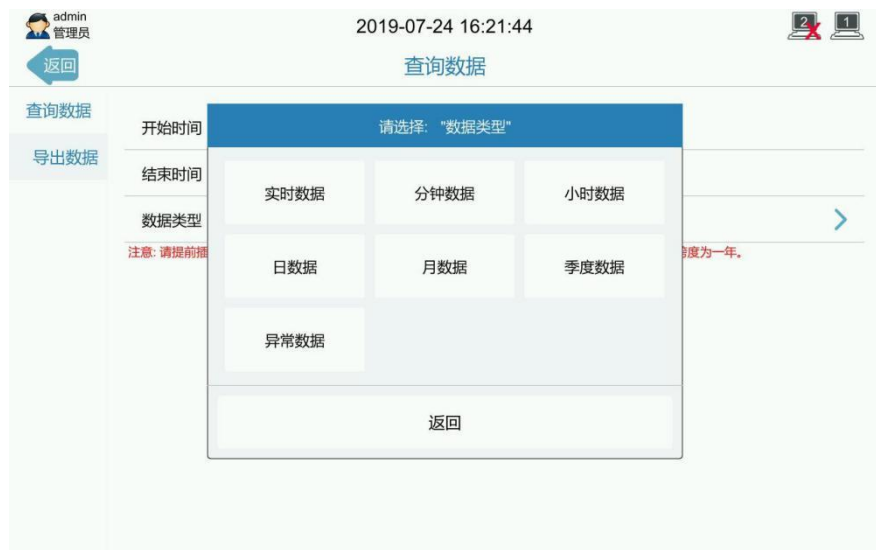 admin
管理员
2019-07-24 16:21:44
2
1
返回
查询数据
查询数据
导出数据
开始时间
结束时间
数据类型
注意: 请提前插
跨度为一年。
请选择: "数据类型"
实时数据
分钟数据
小时数据
日数据
月数据
季度数据
异常数据
返回